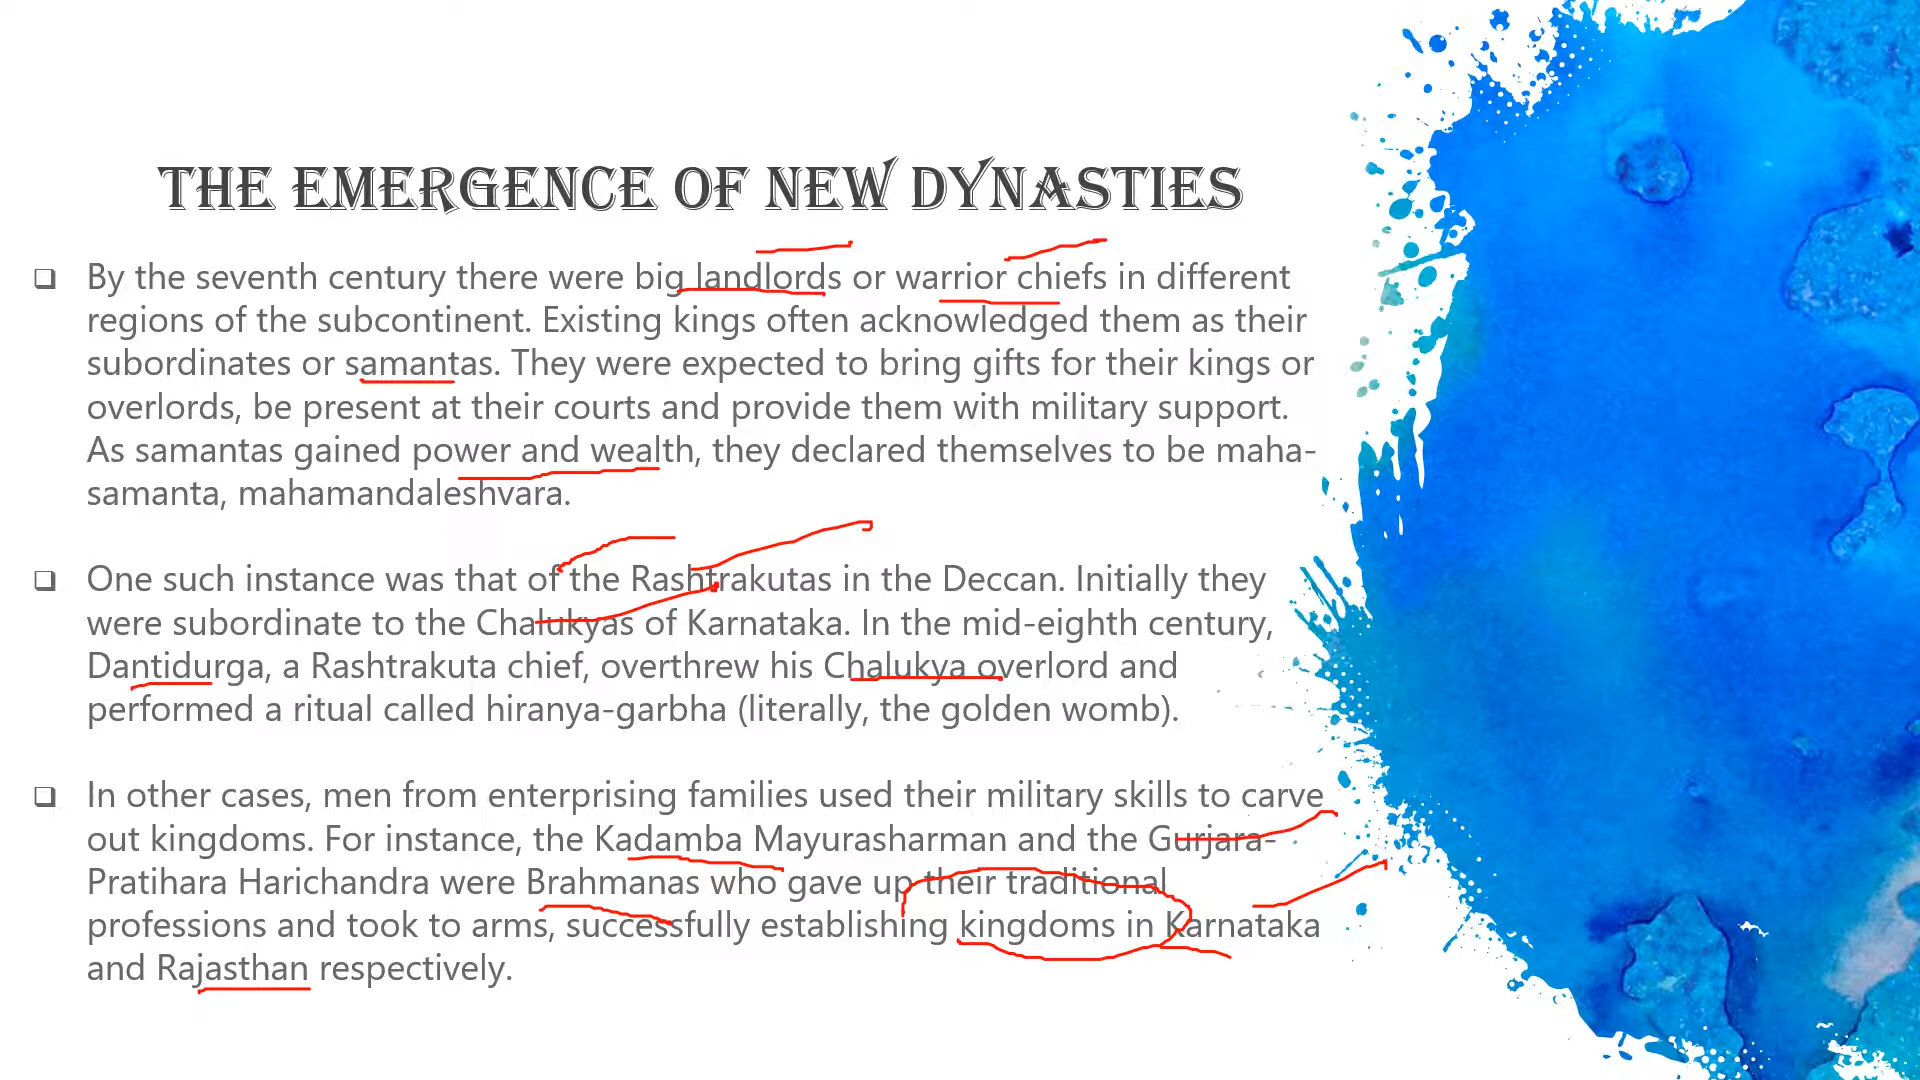 THE EMERGENCE OF NEW DYNASTIES
By the seventh century there were big landlords or warrior chiefs in different
regions of the subcontinent. Existing kings often acknowledged them as their
subordinates or samantas. They were expected to bring gifts for their kings or
overlords, be present at their courts and provide them with military support.
As samantas gained power and wealth, they declared themselves to be maha-
samanta, mahamandaleshvara.
One such instance was that of the Rashtrakutas in the Deccan. Initially they
were subordinate to the Chalukyas of Karnataka. In the mid-eighth century,
Dantidurga, a Rashtrakuta chief, overthrew his Chalukya overlord and
performed a ritual called hiranya-garbha (literally, the golden womb).
In other cases, men from enterprising families used their military skills to carve
out kingdoms. For instance, the Kadamba Mayurasharman and the Gurjara-
Pratihara Harichandra were Brahmanas who gave up their traditional
professions and took to arms, successfully establishing kingdoms in Karnataka
and Rajasthan respectively.